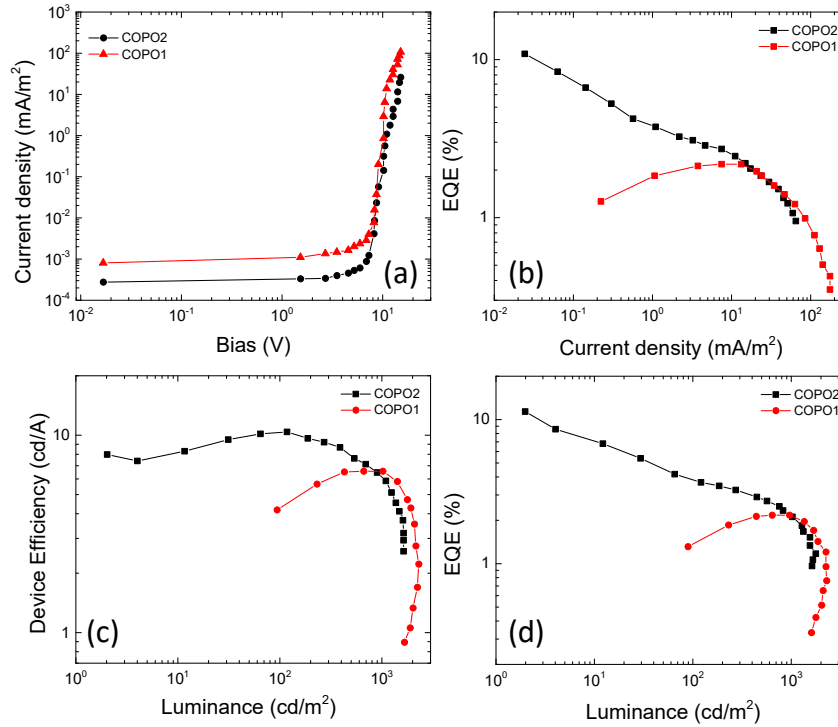 COPO2
COPO1
10³
10²
10¹
10⁰
10⁻¹
10⁻²
10⁻³
10⁻⁴
Current density (mA/m²)
(a)
10⁻² 10⁻¹ 10⁰ 10¹
Bias (V)
COPO2
COPO1
10
1
EQE (%)
(b)
10⁻² 10⁻¹ 10⁰ 10¹ 10²
Current density (mA/m²)
COPO2
COPO1
10
1
Device Efficiency (cd/A)
(c)
10⁰ 10¹ 10² 10³
Luminance (cd/m²)
COPO2
COPO1
10
1
EQE (%)
(d)
10⁰ 10¹ 10² 10³
Luminance (cd/m²)